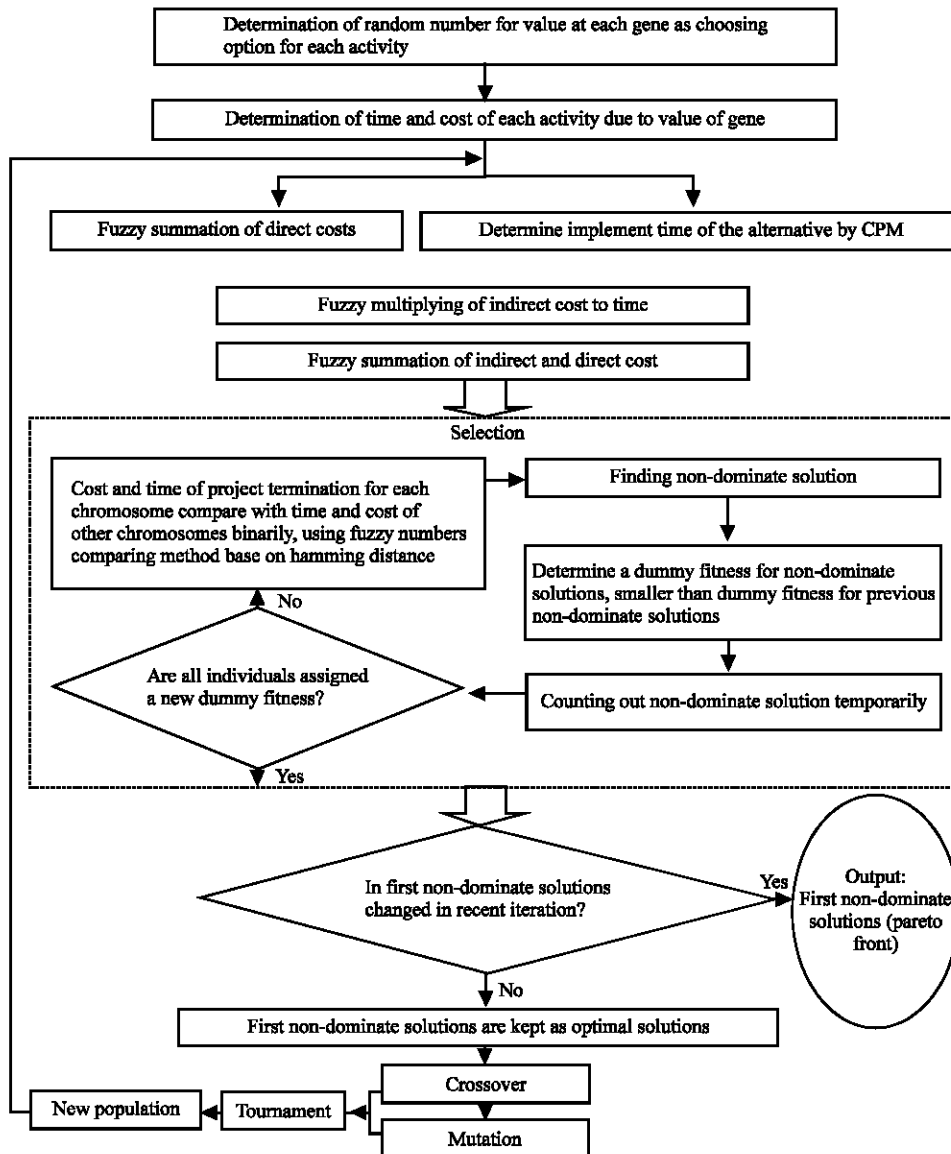 Determination of random number for value at each gene as choosing
option for each activity
Determination of time and cost of each activity due to value of gene
Fuzzy summation of direct costs
Determine implement time of the alternative by CPM
Fuzzy multiplying of indirect cost to time
Fuzzy summation of indirect and direct cost
Selection
Cost and time of project termination for each
chromosome compare with time and cost of
other chromosomes binarily, using fuzzy numbers
comparing method base on hamming distance
Finding non-dominate solution
Determine a dummy fitness for non-dominate
solutions, smaller than dummy fitness for previous
non-dominate solutions
No
Are all individuals assigned
a new dummy fitness?
Counting out non-dominate solution temporarily
Yes
In first non-dominate solutions
changed in recent iteration?
Yes
Output:
First non-dominate
solutions (pareto
front)
No
First non-dominate solutions are kept as optimal solutions
Crossover
New population
Tournament
Mutation